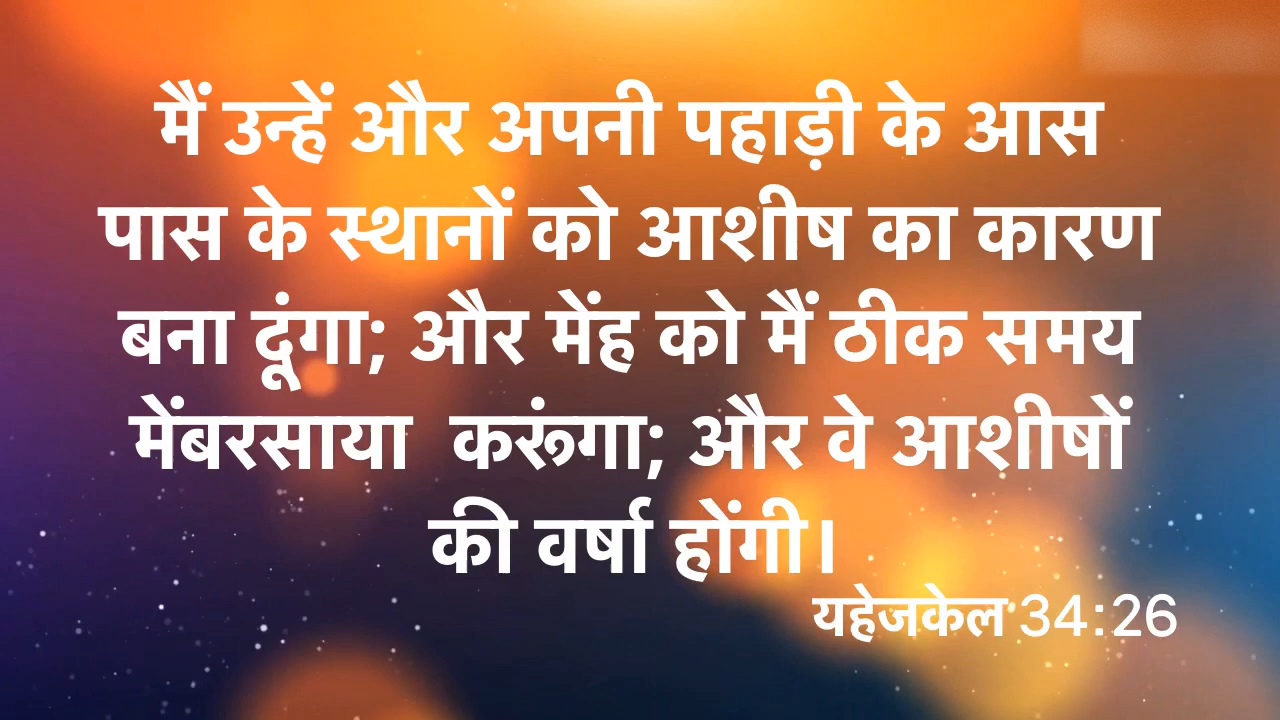 मैं उन्हें और अपनी पहाड़ी के आस
पास के स्थानों को आशीष का कारण
बना दूंगा; और मेंह को मैं ठीक समय
मेंबरसाया  करूंगा; और वे आशीषों
की वर्षा होंगी।
यहेजकेल 34:26